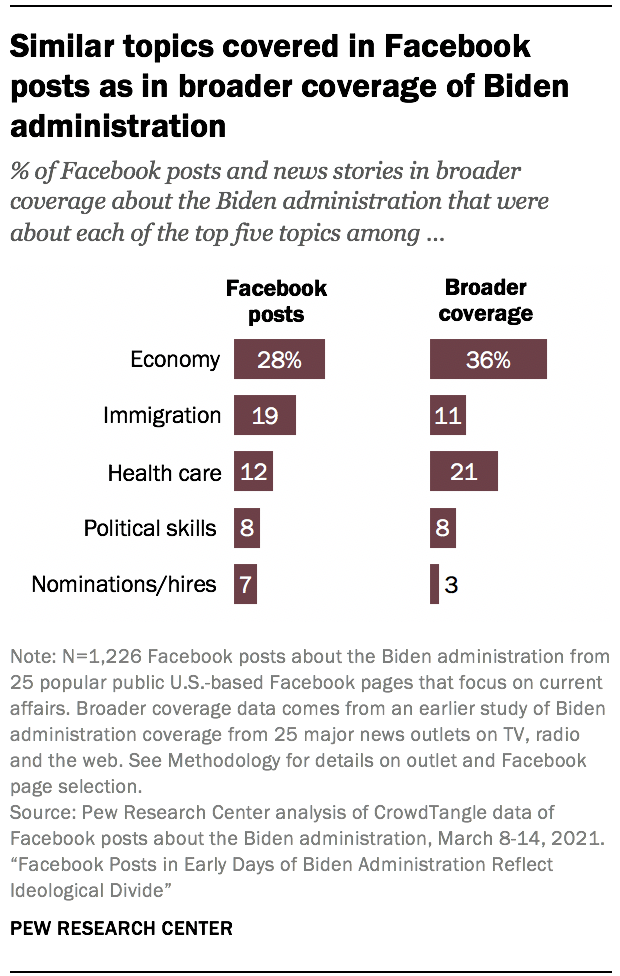 Similar topics covered in Facebook
posts as in broader coverage of Biden
administration
% of Facebook posts and news stories in broader
coverage about the Biden administration that were
about each of the top five topics among ...
Facebook posts
Broader coverage
Economy 28% 36%
Immigration 19 11
Health care 12 21
Political skills 8 8
Nominations/hires 7 3
Note: N=1,226 Facebook posts about the Biden administration from
25 popular public U.S.-based Facebook pages that focus on current
affairs. Broader coverage data comes from an earlier study of Biden
administration coverage from 25 major news outlets on TV, radio
and the web. See Methodology for details on outlet and Facebook
page selection.
Source: Pew Research Center analysis of CrowdTangle data of
Facebook posts about the Biden administration, March 8-14, 2021.
“Facebook Posts in Early Days of Biden Administration Reflect
Ideological Divide”
PEW RESEARCH CENTER